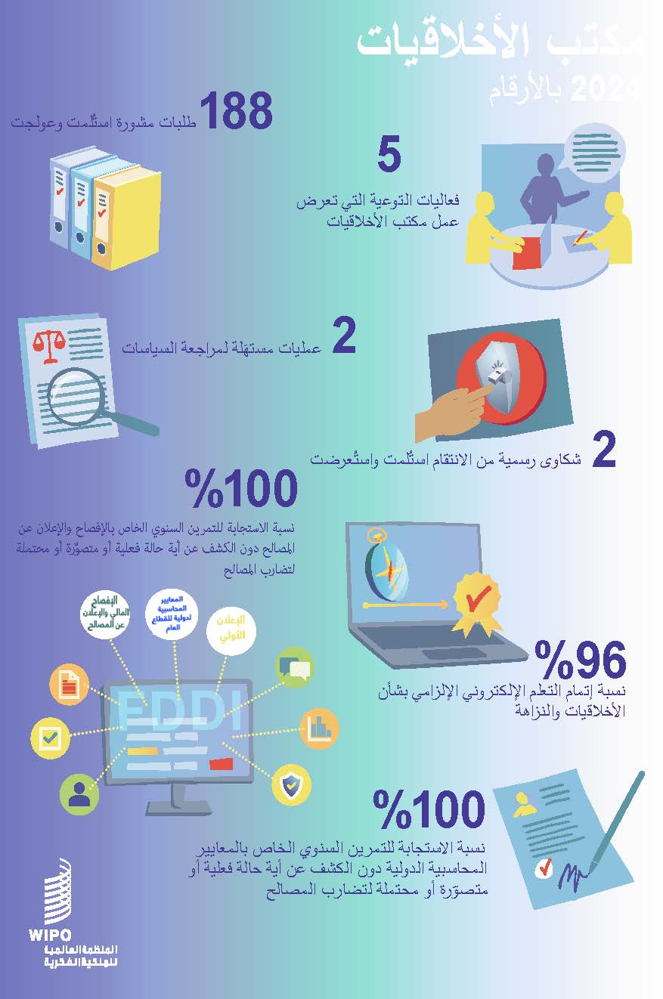 مكتب الأخلاقيات
2024 بالأرقام
188 طلبات مشورة استُلمت وعولجت
5
فعاليات التوعية التي تعرض
عمل مكتب الأخلاقيات
2 عمليات مستهَلة لمراجعة السياسات
2 شكاوى رسمية من الانتقام استُلمت واستُعرضت
%100
نسبة الاستجابة للتمرين السنوي الخاص بالإفصاح والإعلان عن
المصالح دون الكشف عن أية حالة فعلية أو متصوَّرة أو محتملة
لتضارب المصالح
الإفصاح
المالي والإعلان
عن المصالح
المعايير
المحاسبية
لدولية للقطاع
العام
الإعلان
الأولي
FDDI
%96
نسبة إتمام التعلم الإلكتروني الإلزامي بشأن
الأخلاقيات والنزاهة
%100
نسبة الاستجابة للتمرين السنوي الخاص بالمعايير
المحاسبية الدولية دون الكشف عن أية حالة فعلية أو
متصوّرة أو محتملة لتضارب المصالح
WIPO
المنظمة العالمية
للملكية الفكرية